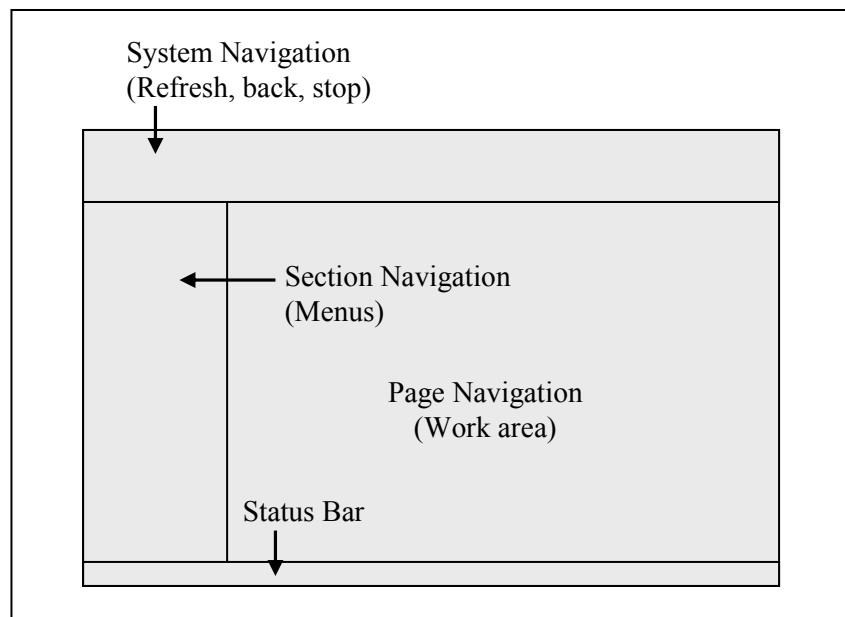 System Navigation
(Refresh, back, stop)
Section Navigation
(Menus)
Page Navigation
(Work area)
Status Bar